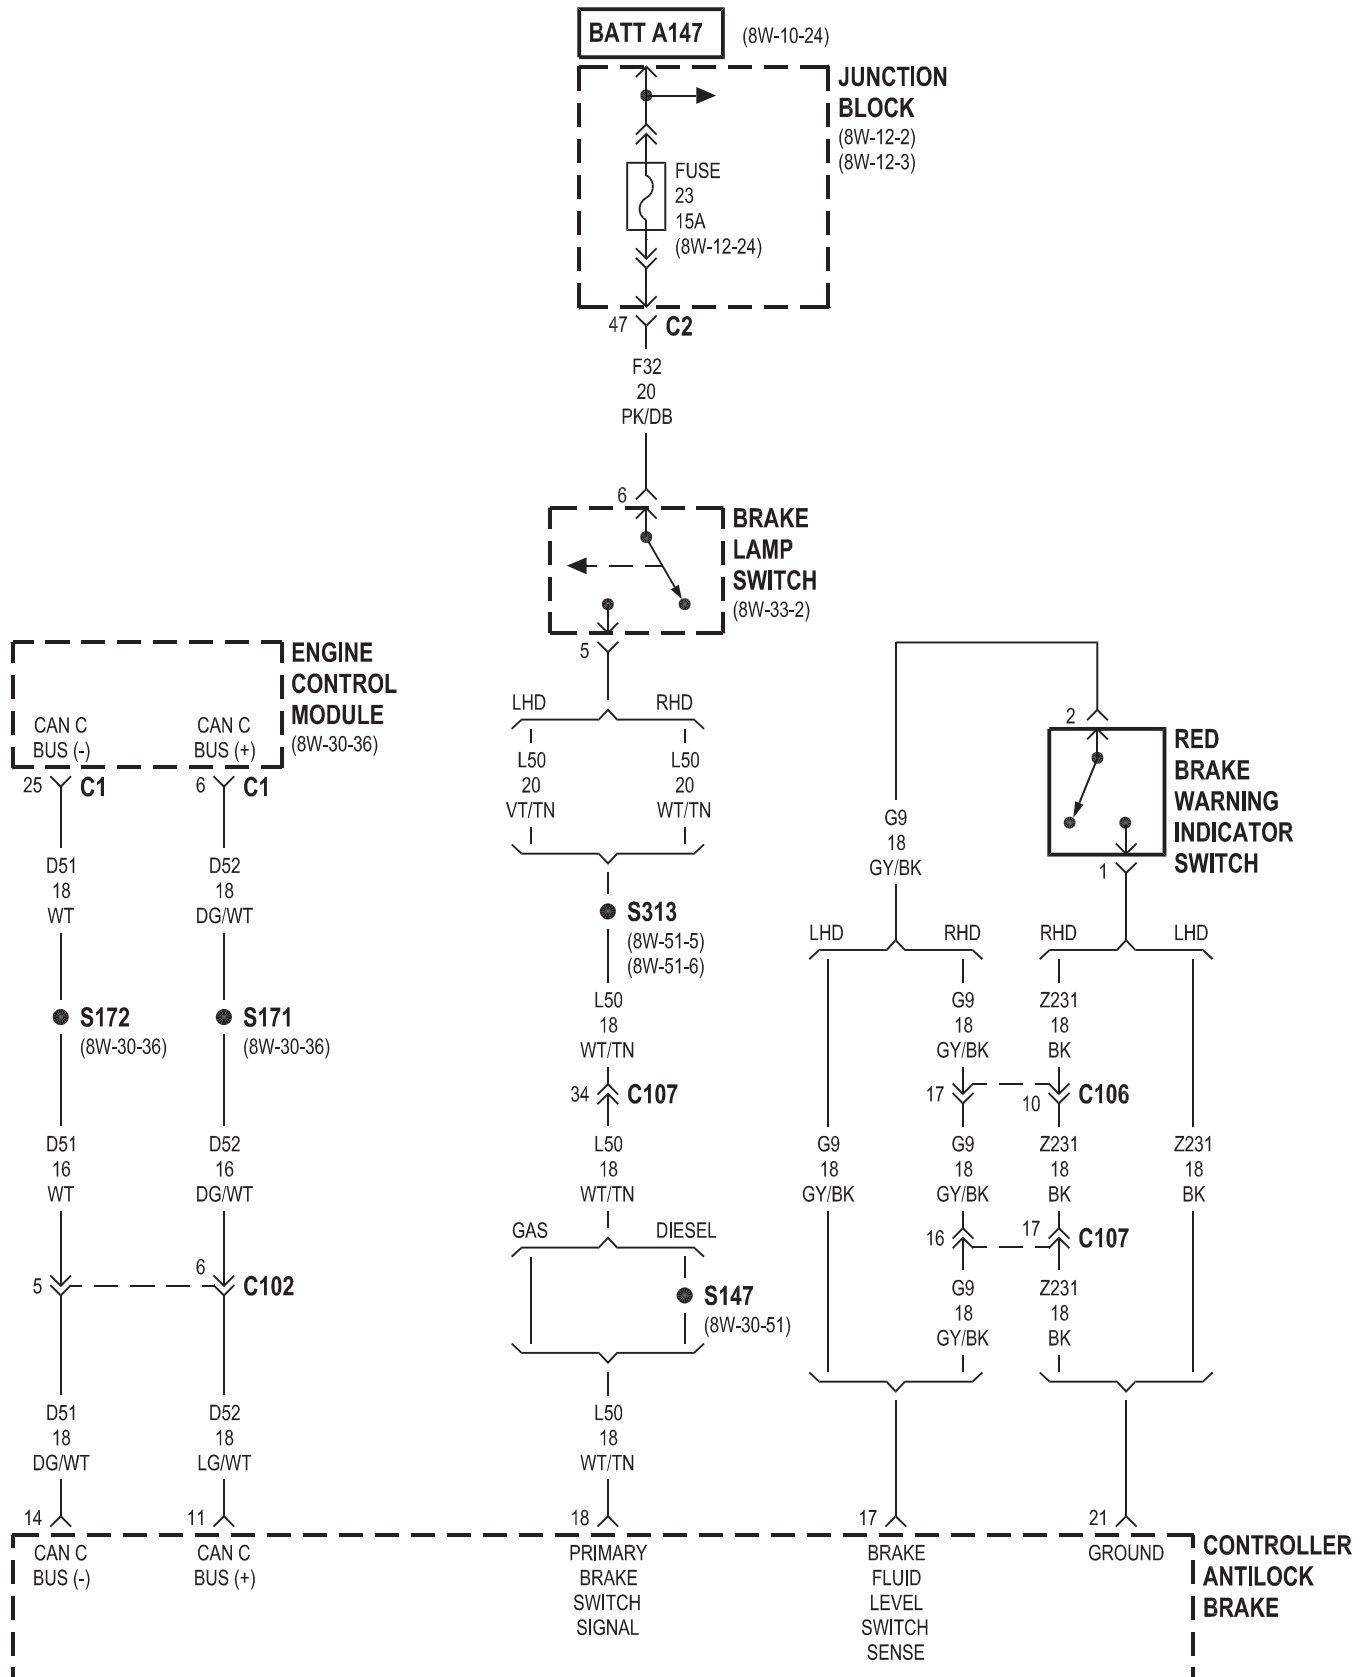 BATT A147
(8W-10-24)
JUNCTION
BLOCK
(8W-12-2)
(8W-12-3)
FUSE
23
15A
(8W-12-24)
47
C2
F32
20
PK/DB
6
BRAKE
LAMP
SWITCH
(8W-33-2)
5
ENGINE
CONTROL
MODULE
(8W-30-36)
CAN C
BUS (-)
CAN C
BUS (+)
25
C1
6
C1
D51
18
WT
D52
18
DG/WT
S172
(8W-30-36)
S171
(8W-30-36)
D51
16
WT
D52
16
DG/WT
5
6
C102
D51
18
DG/WT
D52
18
LG/WT
14
11
LHD
RHD
L50
20
VT/TN
L50
20
WT/TN
S313
(8W-51-5)
(8W-51-6)
L50
18
WT/TN
34
C107
L50
18
WT/TN
GAS
DIESEL
S147
(8W-30-51)
L50
18
WT/TN
18
2
RED
BRAKE
WARNING
INDICATOR
SWITCH
1
G9
18
GY/BK
LHD
RHD
RHD
LHD
G9
18
GY/BK
Z231
18
BK
17
10
C106
G9
18
GY/BK
G9
18
GY/BK
Z231
18
BK
Z231
18
BK
16
17
C107
G9
18
GY/BK
Z231
18
BK
17
21
CAN C
BUS (-)
CAN C
BUS (+)
PRIMARY
BRAKE
SWITCH
SIGNAL
BRAKE
FLUID
LEVEL
SWITCH
SENSE
GROUND
CONTROLLER
ANTILOCK
BRAKE